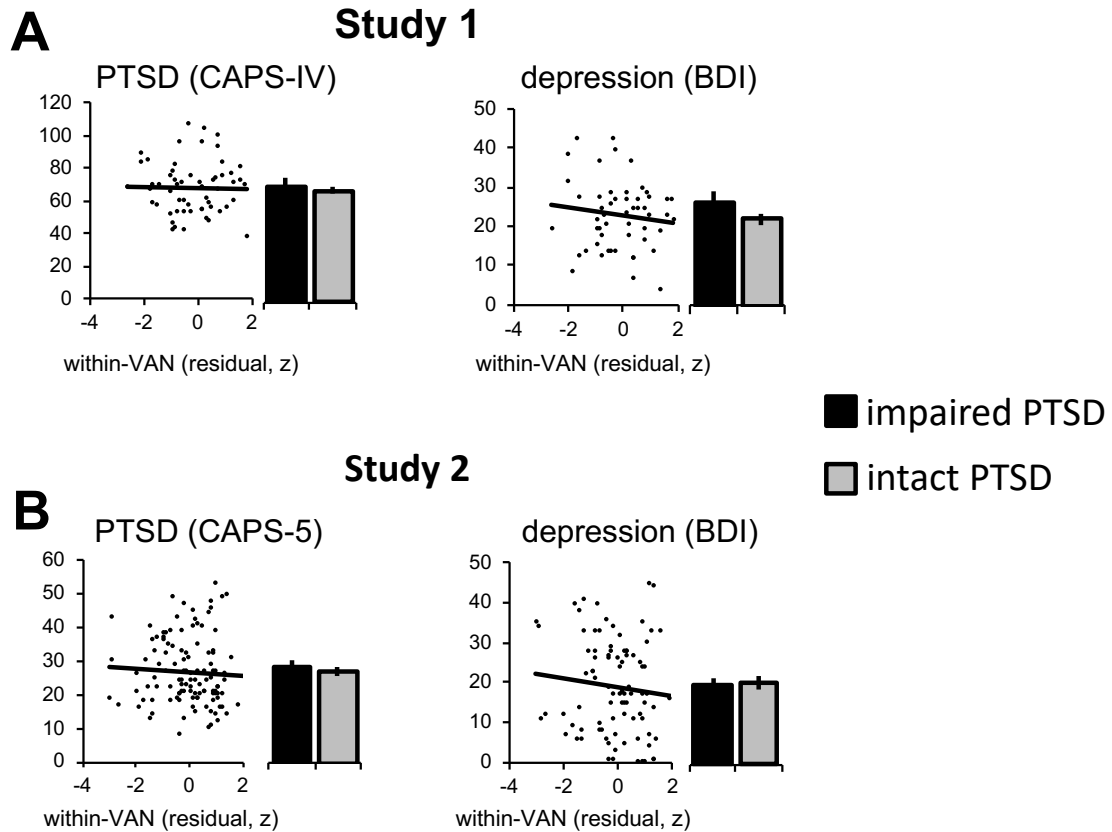 A
Study 1
PTSD (CAPS-IV)
120
100
80
60
40
20
0
-4 -2 0 2
within-VAN (residual, z)
depression (BDI)
50
40
30
20
10
0
-4 -2 0 2
within-VAN (residual, z)
impaired PTSD
intact PTSD
Study 2
B
PTSD (CAPS-5)
60
50
40
30
20
10
0
-4 -2 0 2
within-VAN (residual, z)
depression (BDI)
50
40
30
20
10
0
-4 -2 0 2
within-VAN (residual, z)